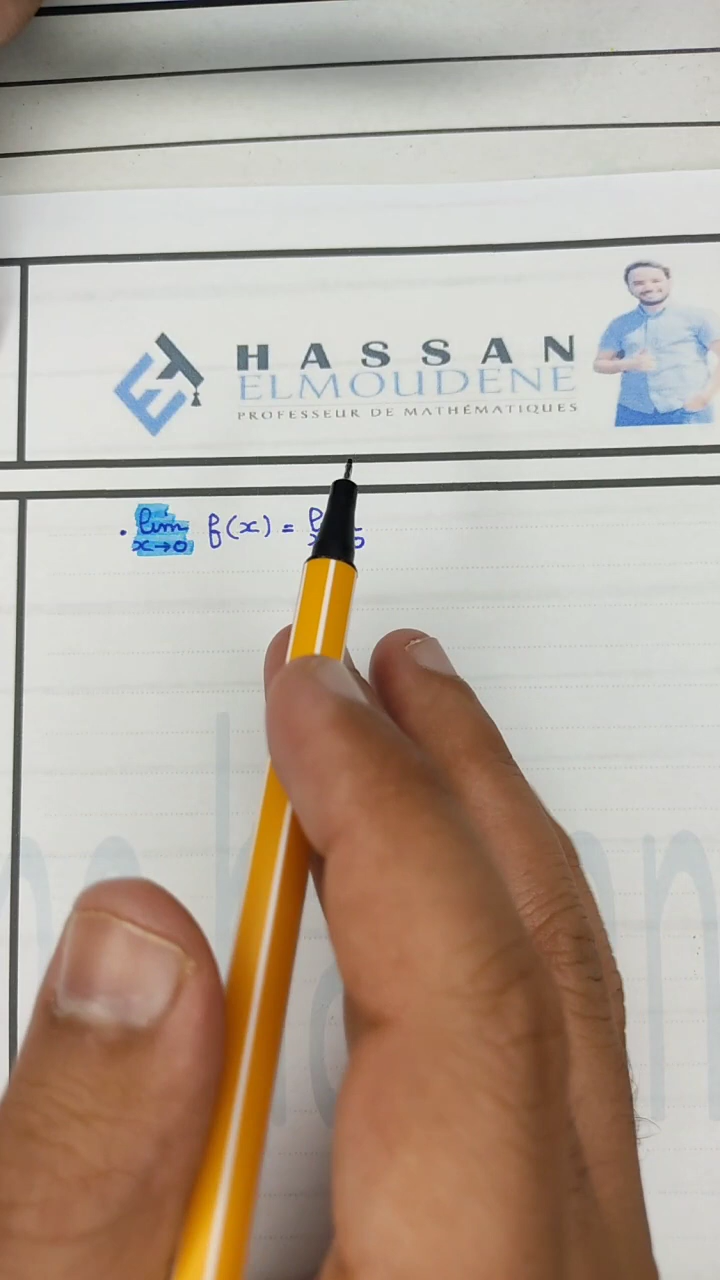 HASSAN
ELMOUDENE
PROFESSEUR DE MATHÉMATIQUES
. lim f(x) =
x→0